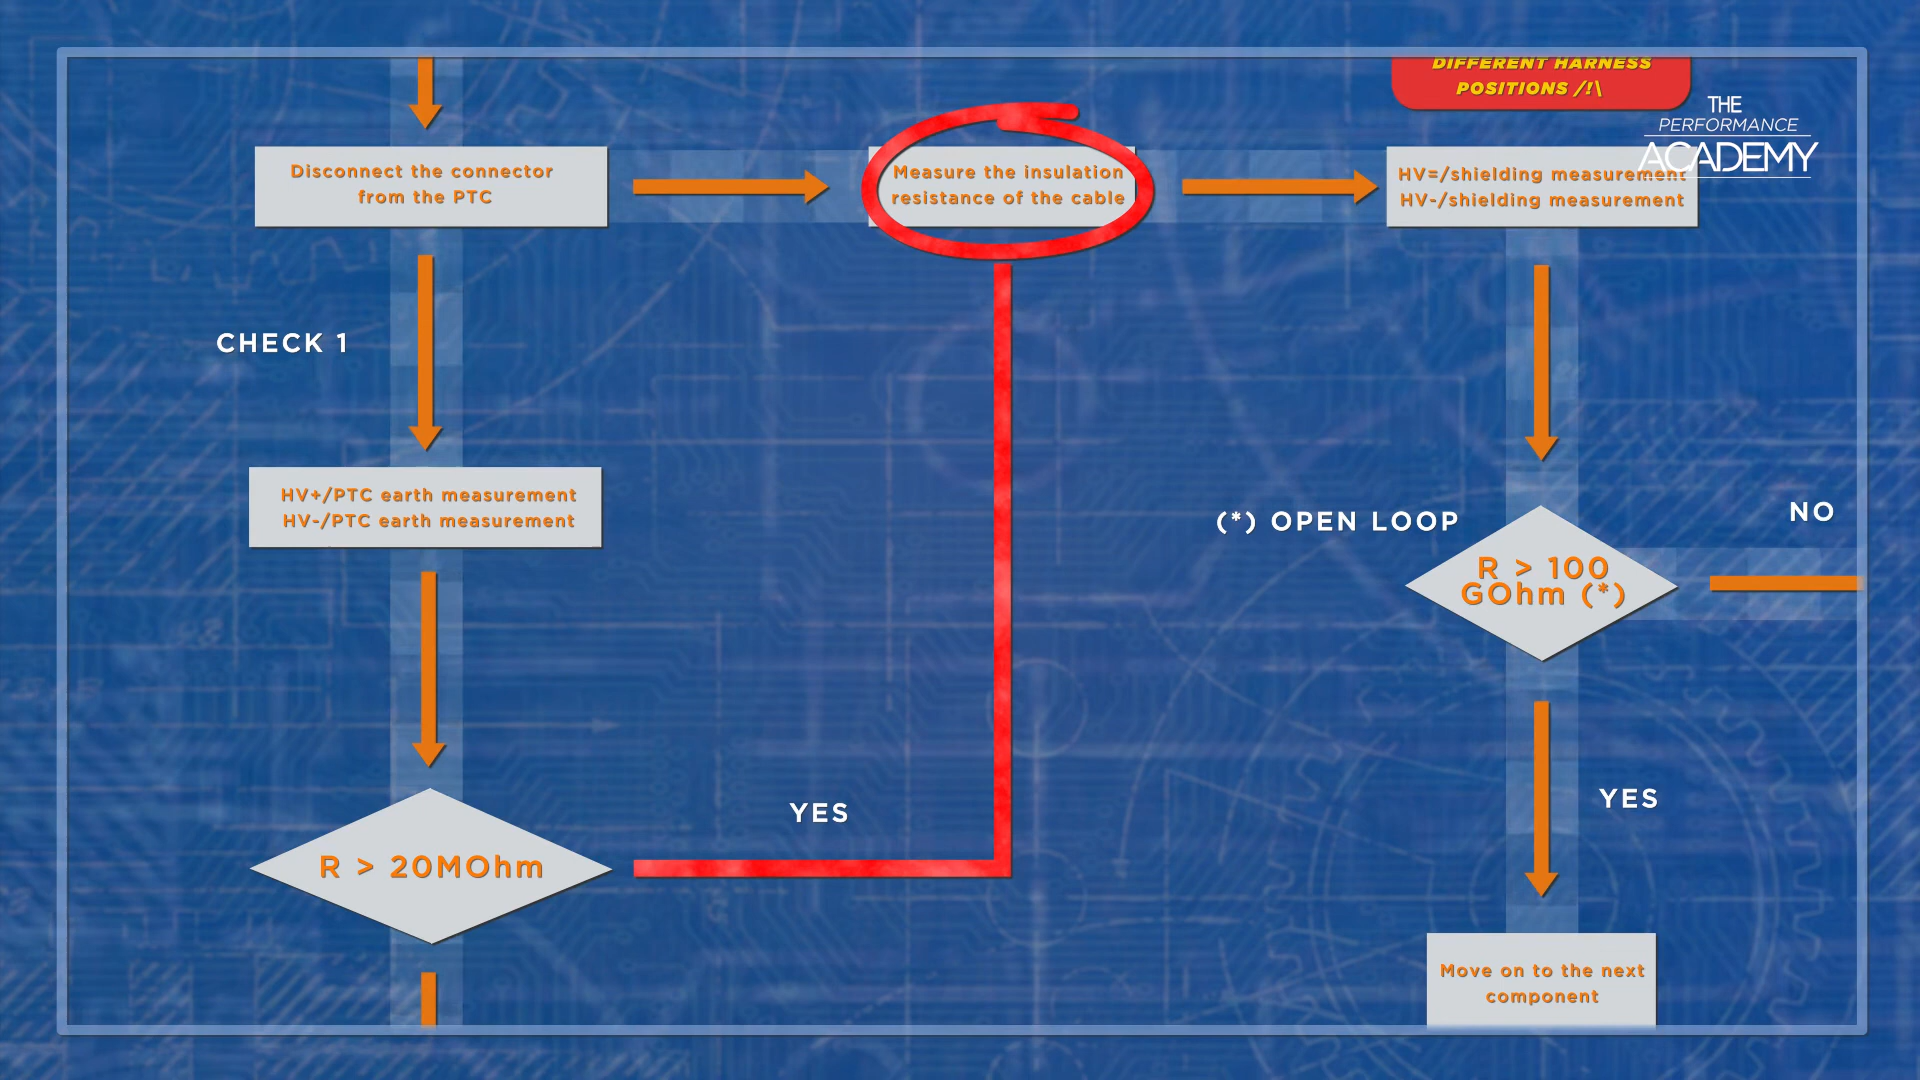 DIFFERENT HARNESS
POSITIONS /!\
THE
PERFORMANCE
ACADEMY
Disconnect the connector
from the PTC
Measure the insulation
resistance of the cable
HV=/shielding measurement
HV-/shielding measurement
CHECK 1
HV+/PTC earth measurement
HV-/PTC earth measurement
(*) OPEN LOOP
NO
R > 100
GOhm (*)
YES
YES
R > 20MOhm
Move on to the next
component